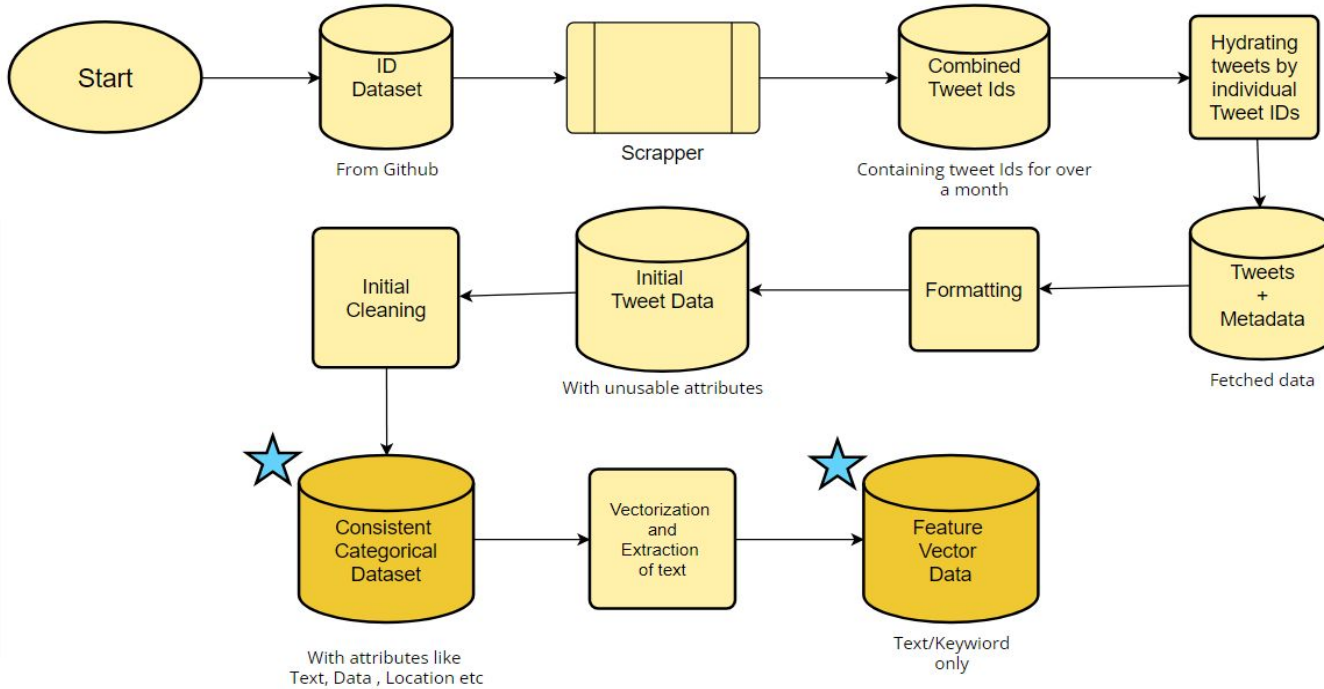 Start
ID
Dataset
From Github
Scrapper
Combined
Tweet Ids
Containing tweet Ids for over
a month
Hydrating
tweets by
individual
Tweet IDs
Tweets
+
Metadata
Fetched data
Formatting
Initial
Tweet Data
With unusable attributes
Initial
Cleaning
Consistent
Categorical
Dataset
With attributes like
Text, Data , Location etc
Vectorization
and
Extraction
of text
Feature
Vector
Data
Text/Keywiord
only